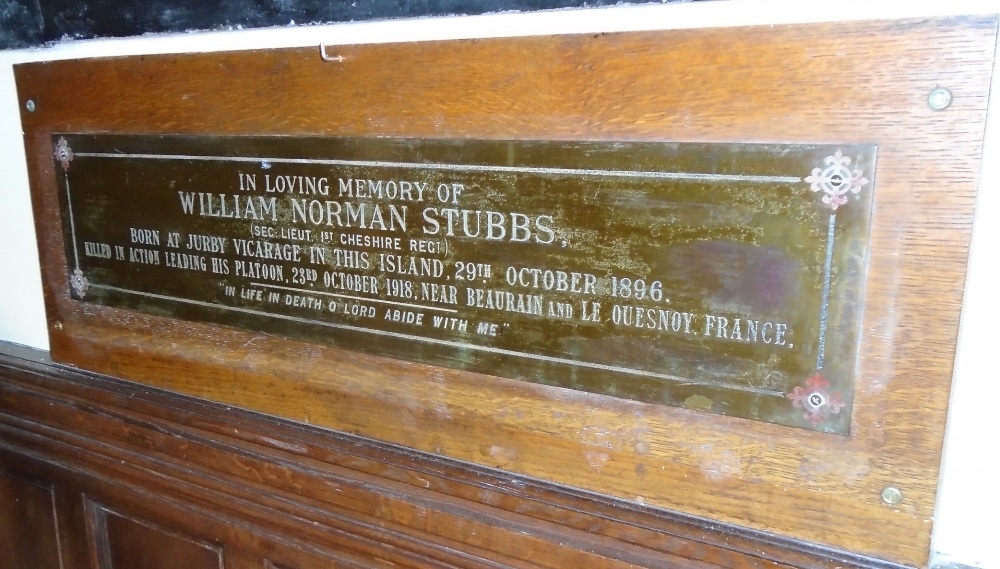 IN LOVING MEMORY OF
WILLIAM NORMAN STUBBS,
(SEC: LIEUT, 1ST CHESHIRE REGT)
BORN AT JURBY VICARAGE IN THIS ISLAND, 29TH OCTOBER 1896.
KILLED IN ACTION LEADING HIS PLATOON, 23RD OCTOBER 1918, NEAR BEAURAIN AND LE QUESNOY, FRANCE,
"IN LIFE IN DEATH O' LORD ABIDE WITH ME"